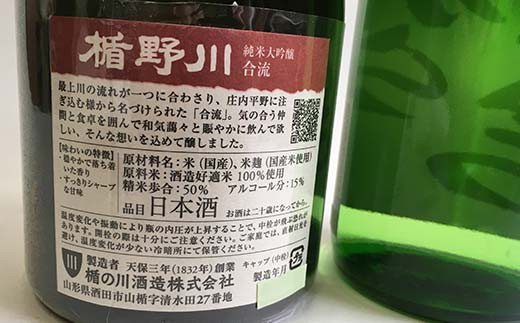 楯野川 純米大吟醸
合流
最上川の流れが一つに合わさり、庄内平野に注
ぎ込む様から名づけられた「合流」。気の合う仲
間と食卓を囲んで和気藹々と賑やかに飲んで欲
しい、そんな想いを込めて醸しました。
【味わいの特徴】
・穏やかで落ち着
いた香り
・すっきりシャープ
な甘味
原材料名:米(国産)、米麹(国産米使用)
原料米:酒造好適米100%使用
精米歩合:50% アルコール分:15%
品目 日本酒 お酒は二十歳になってから。
温度変化や振動により瓶の内圧が上昇することで、中栓が飛ぶ恐れが
あります。開栓の際は十分にご注意ください。ご家庭では、直射日光を
避け、温度変化が少ない冷暗所にて保管ください。
製造者 天保三年(1832年)創業
楯の川酒造株式会社
山形県酒田市山楯字清水田27番地
キャップ(中栓)
製造年月